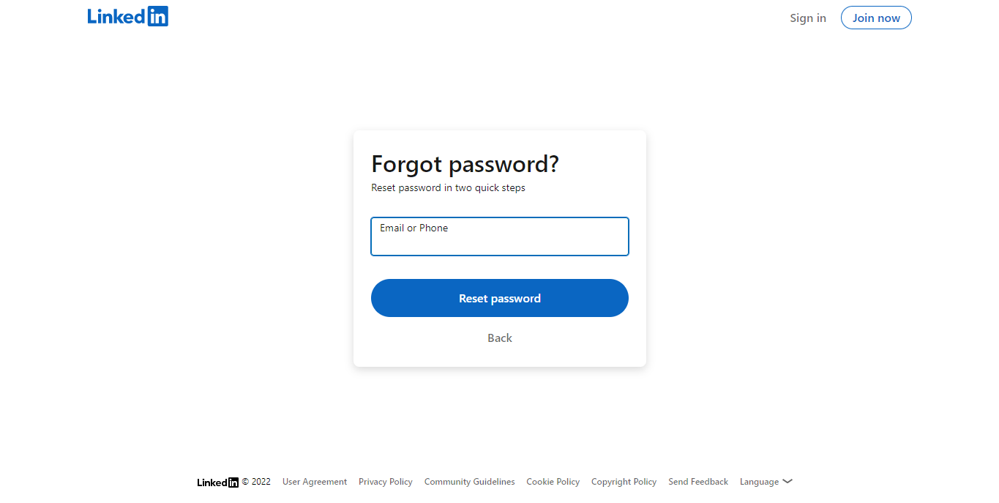 LinkedIn
Sign in
Join now
Forgot password?
Reset password in two quick steps
Email or Phone
Reset password
Back
LinkedIn © 2022 User Agreement Privacy Policy Community Guidelines Cookie Policy Copyright Policy Send Feedback Language